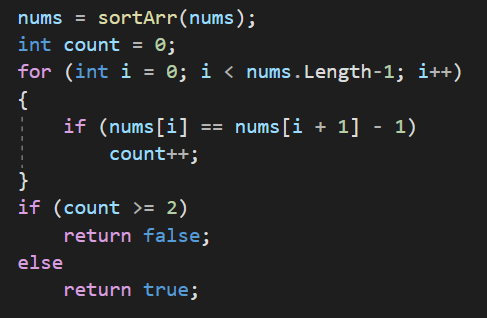 nums = sortArr(nums);
int count = 0;
for (int i = 0; i < nums.Length-1; i++)
{
if (nums[i] == nums[i + 1] - 1)
count++;
}
if (count >= 2)
return false;
else
return true;